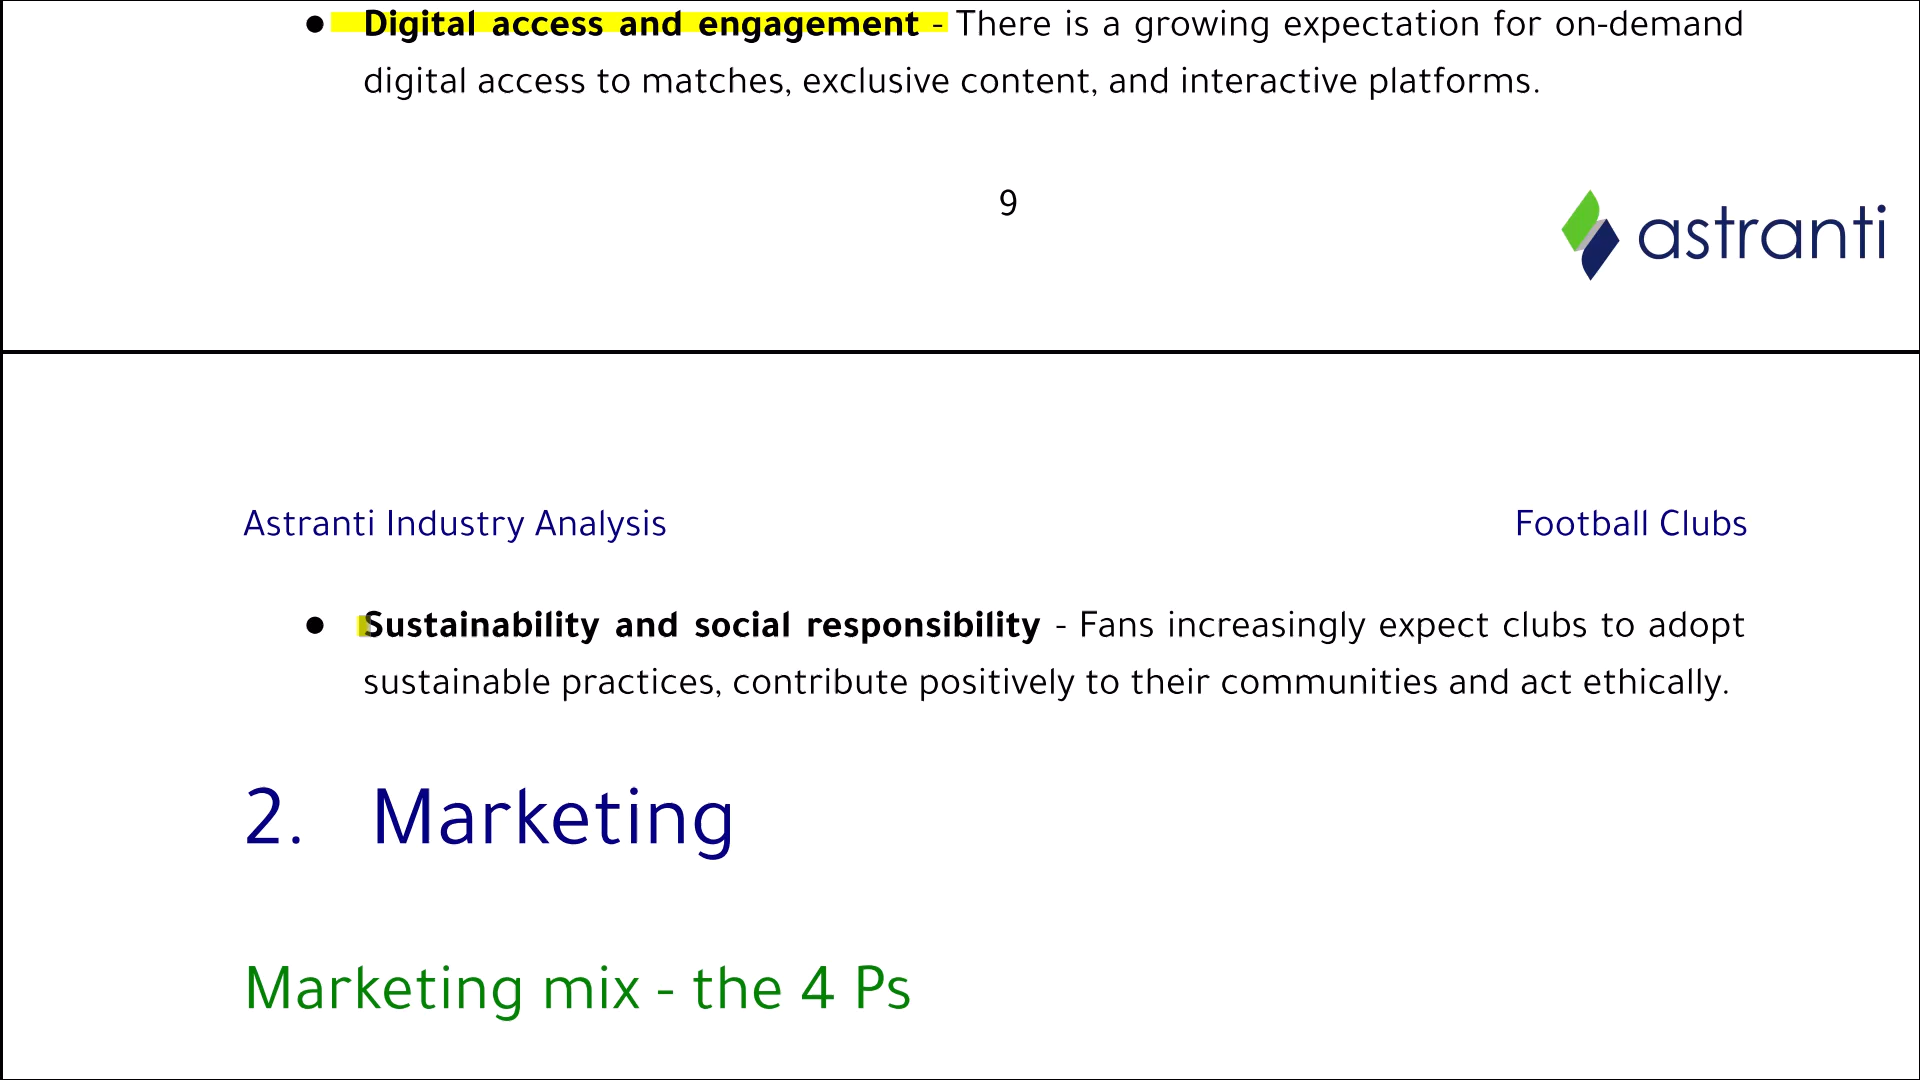 ● Digital access and engagement - There is a growing expectation for on-demand
digital access to matches, exclusive content, and interactive platforms.
9
astranti
Astranti Industry Analysis Football Clubs
● Sustainability and social responsibility - Fans increasingly expect clubs to adopt
sustainable practices, contribute positively to their communities and act ethically.
2. Marketing
Marketing mix - the 4 Ps